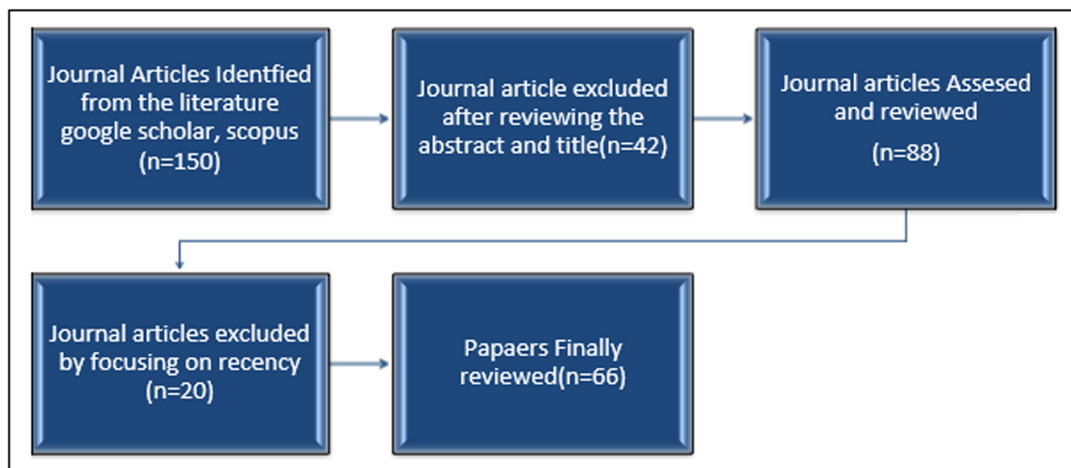 Journal Articles Identfied
from the literature
google scholar, scopus
(n=150)
Journal article excluded
after reviewing the
abstract and title(n=42)
Journal articles Assesed
and reviewed
(n=88)
Journal articles excluded
by focusing on recency
(n=20)
Papaers Finally
reviewed(n=66)